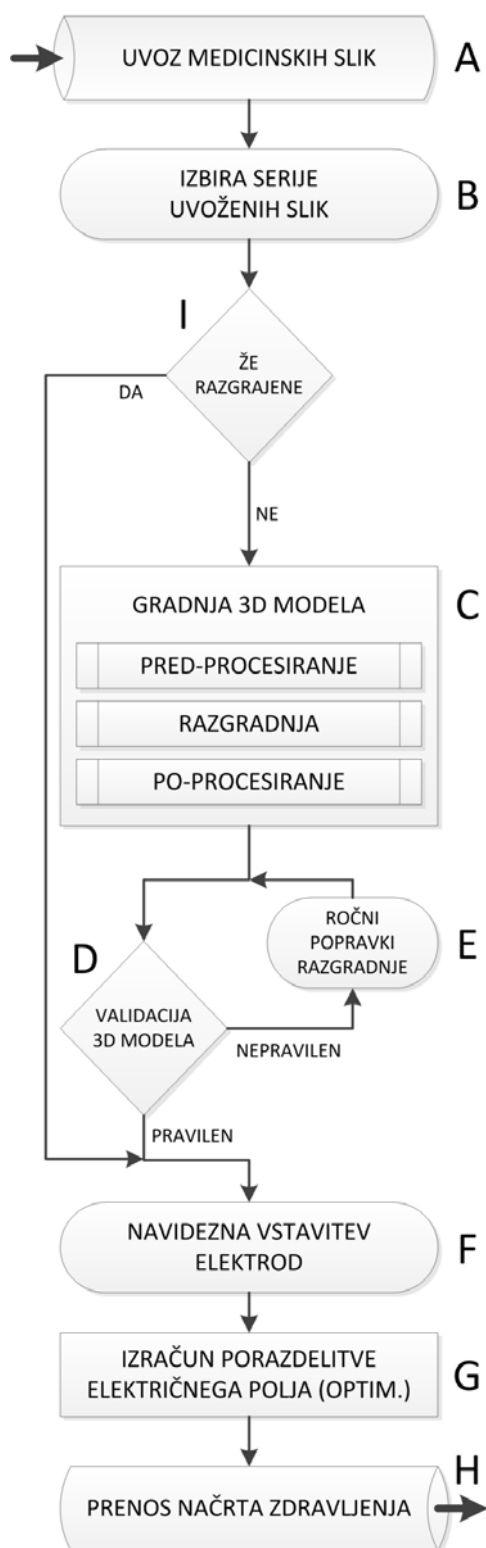 UVOZ MEDICINSKIH SLIK
A
IZBIRA SERIJE
UVOŽENIH SLIK
B
I
ŽE
RAZGRAJENE
DA
NE
GRADNJA 3D MODELA
C
PRED-PROCESIRANJE
RAZGRADNJA
PO-PROCESIRANJE
ROČNI
POPRAVKI
RAZGRADNJE
E
D
VALIDACIJA
3D MODELA
NEPRAVILEN
PRAVILEN
NAVIDEZNA VSTAVITEV
ELEKTROD
F
IZRAČUN PORAZDELITVE
ELEKTRIČNEGA POLJA (OPTIM.)
G
H
PRENOS NAČRTA ZDRAVLJENJA